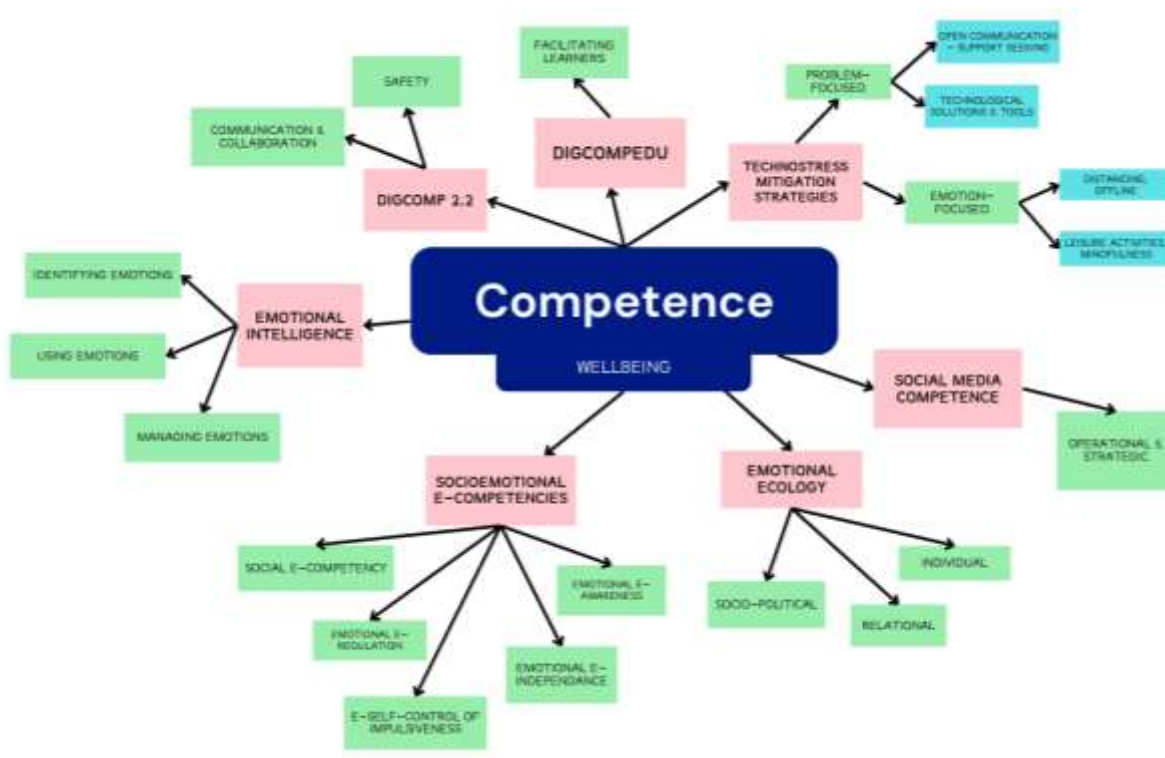 FACILITATING
LEARNERS
OPEN COMMUNICATION
- SUPPORT SEEKING
PROBLEM-
FOCUSED
SAFETY
TECHNOLOGICAL
SOLUTIONS & TOOLS
COMMUNICATION &
COLLABORATION
DIGCOMPEDU
TECHNOSTRESS
MITIGATION
STRATEGIES
DIGCOMP 2.2
EMOTION-
FOCUSED
DISTANCING,
OFFLINE
LEISURE ACTIVITIES,
MINDFULNESS
IDENTIFYING EMOTIONS
EMOTIONAL
INTELLIGENCE
Competence
USING EMOTIONS
WELLBEING
SOCIAL MEDIA
COMPETENCE
MANAGING EMOTIONS
OPERATIONAL &
STRATEGIC
SOCIOEMOTIONAL
E-COMPETENCIES
EMOTIONAL
ECOLOGY
SOCIAL E-COMPETENCY
INDIVIDUAL
EMOTIONAL E-
AWARENESS
SOCIO-POLITICAL
RELATIONAL
EMOTIONAL E-
REGULATION
EMOTIONAL E-
INDEPENDANCE
E-SELF-CONTROL OF
IMPULSIVENESS